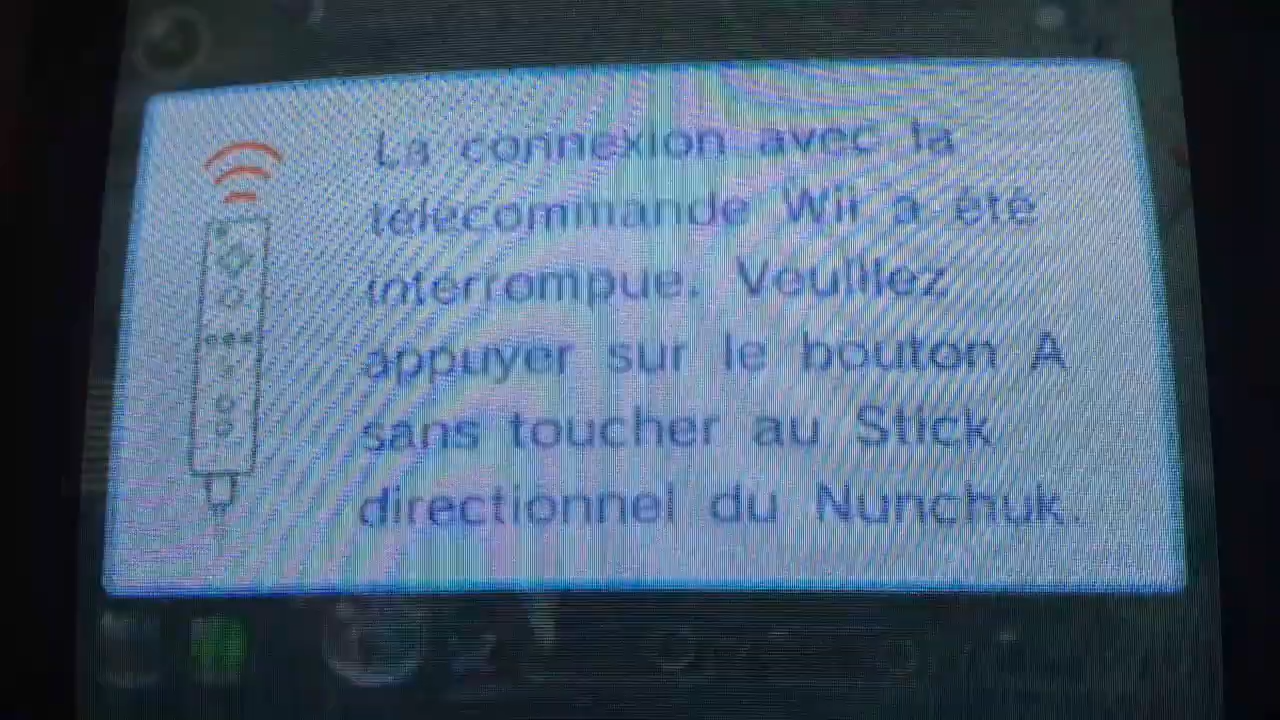 La connexion avec la
télécommande Wii a été
interrompue. Veuillez
appuyer sur le bouton A
sans toucher au Stick
directionnel du Nunchuk.